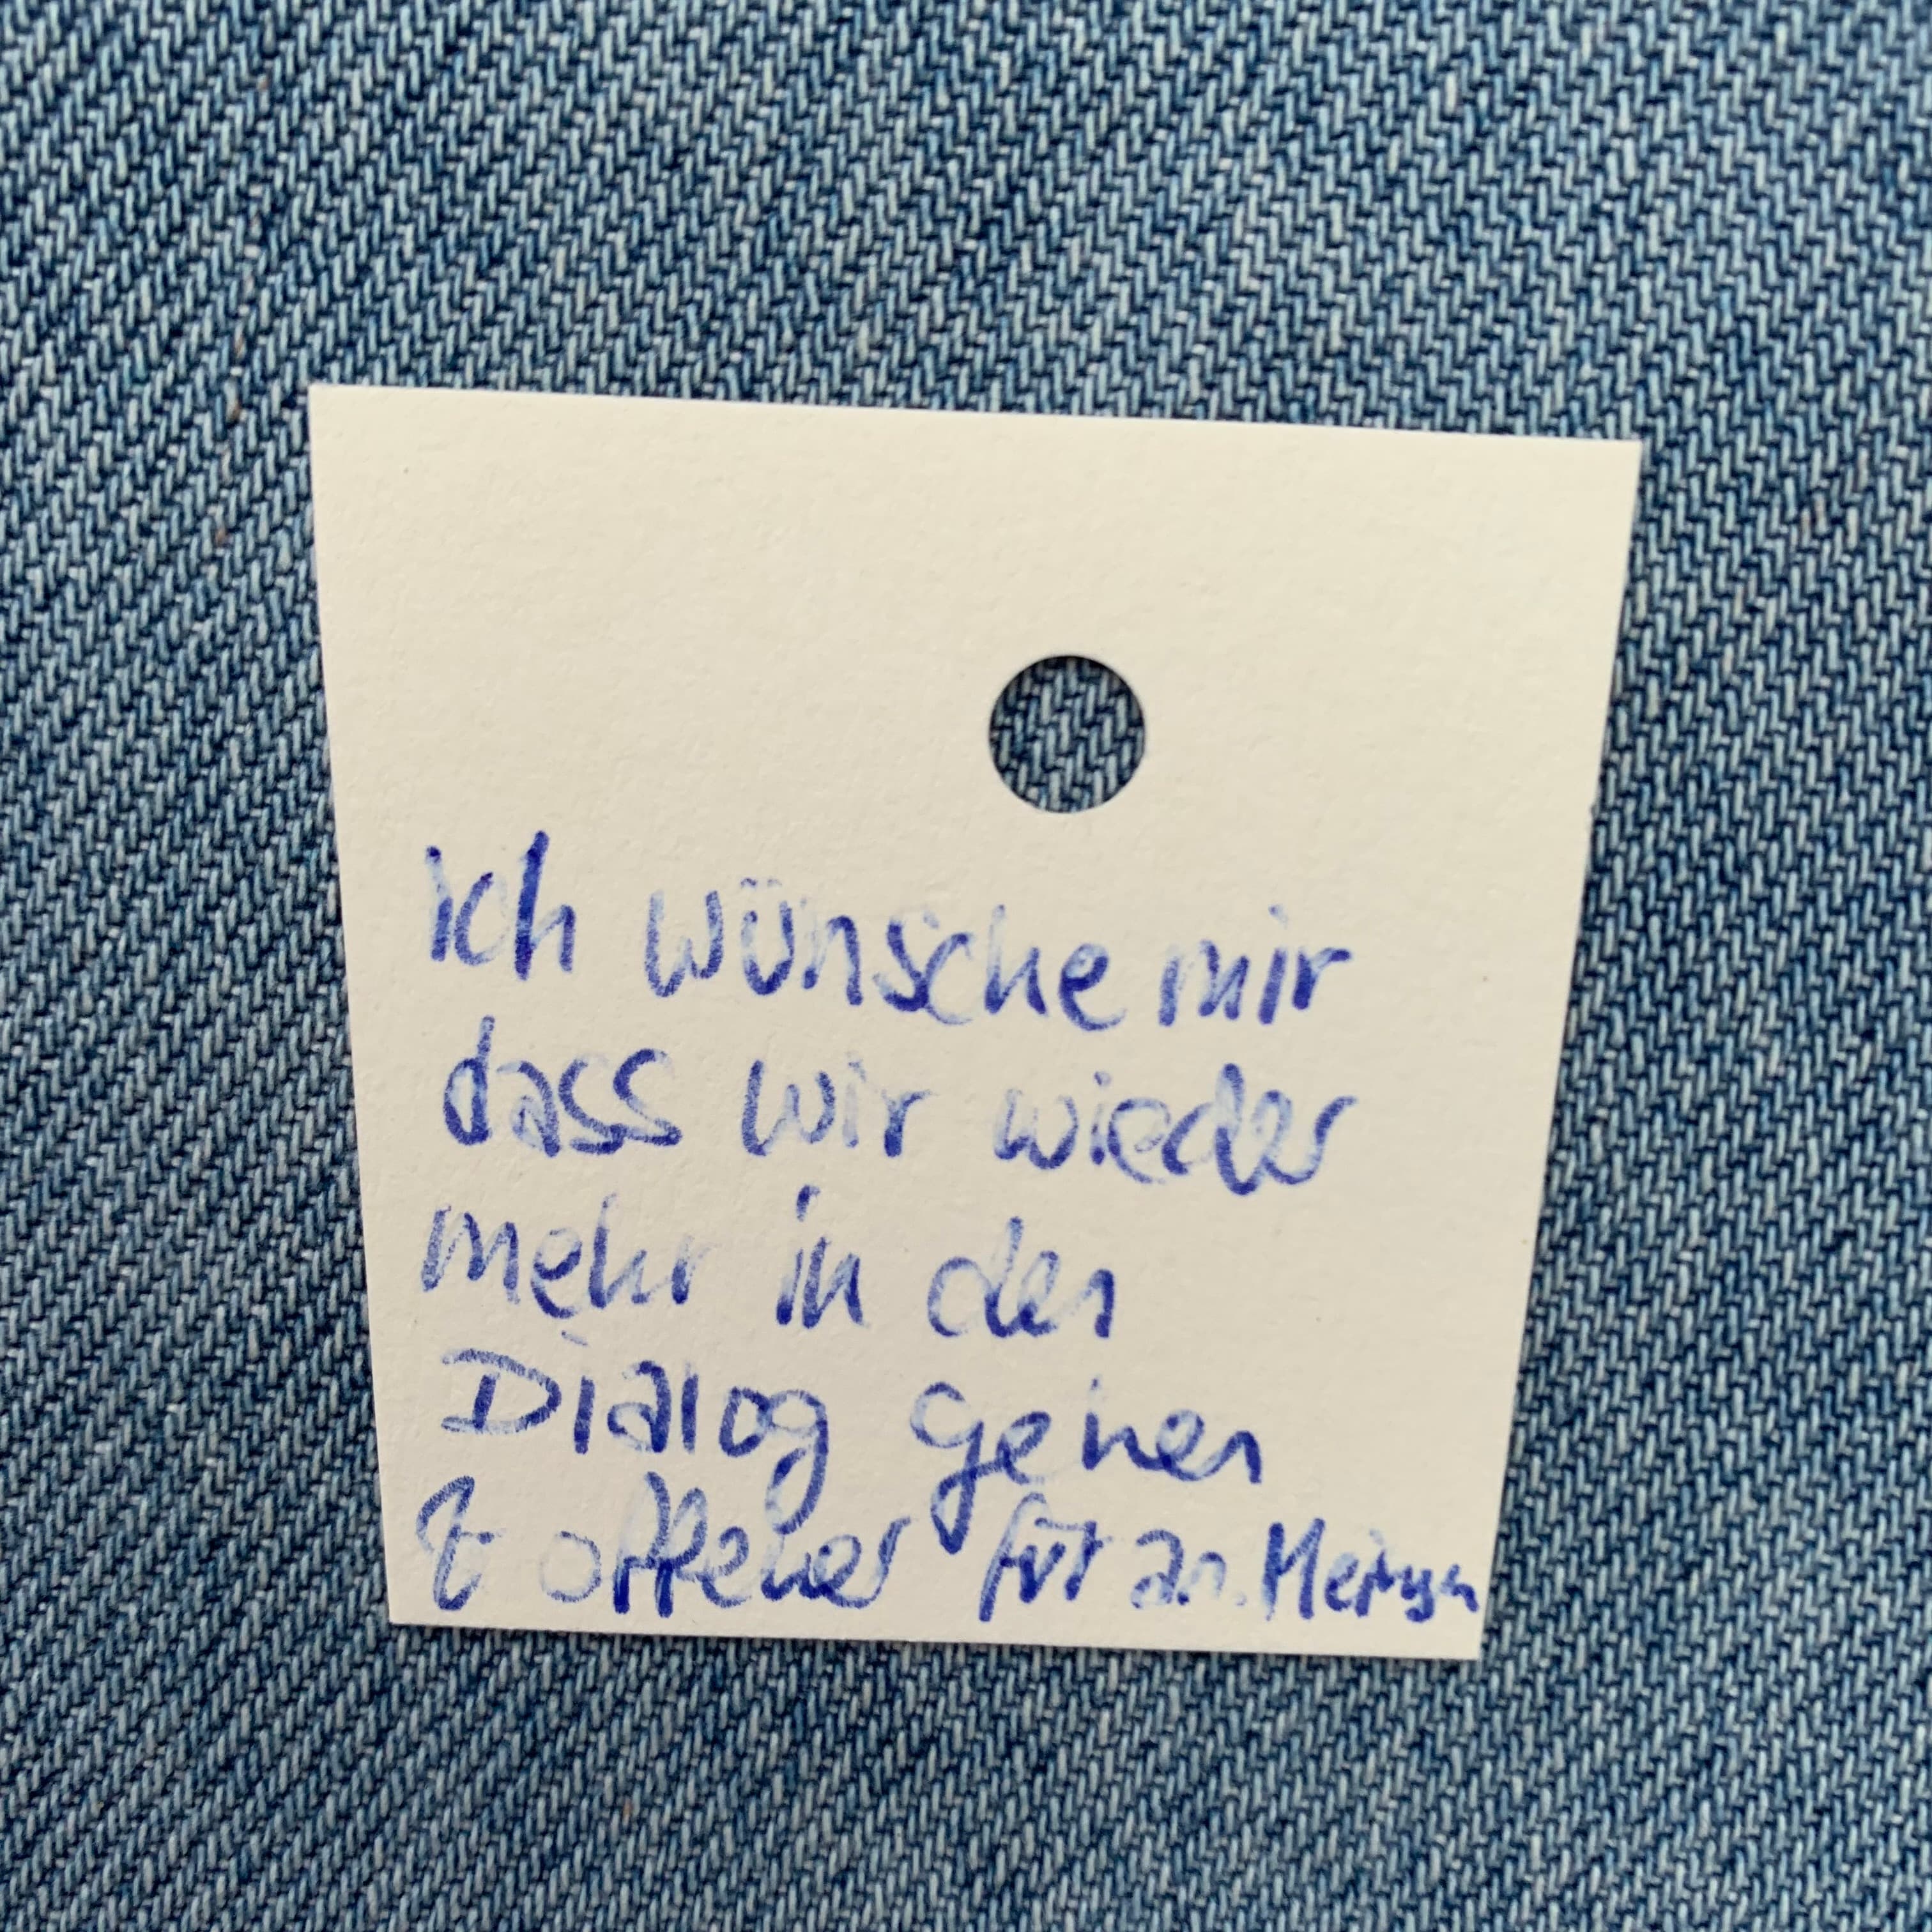 Ich wünsche mir
dass wir wieder
mehr in den
Dialog gehen
& offener für an. Meinungen